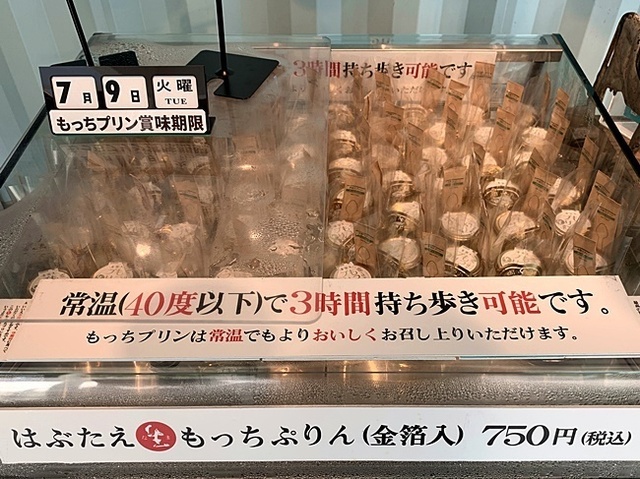 7月 9日 火曜
TUE
もっちプリン賞味期限
3時間持ち歩き可能です
常温(40度以下)で3時間持ち歩き可能です。
もっちプリンは常温でもよりおいしくお召し上りいただけます。
はぶたえ 生 もっちぷりん (金箔入) 750円(税込)